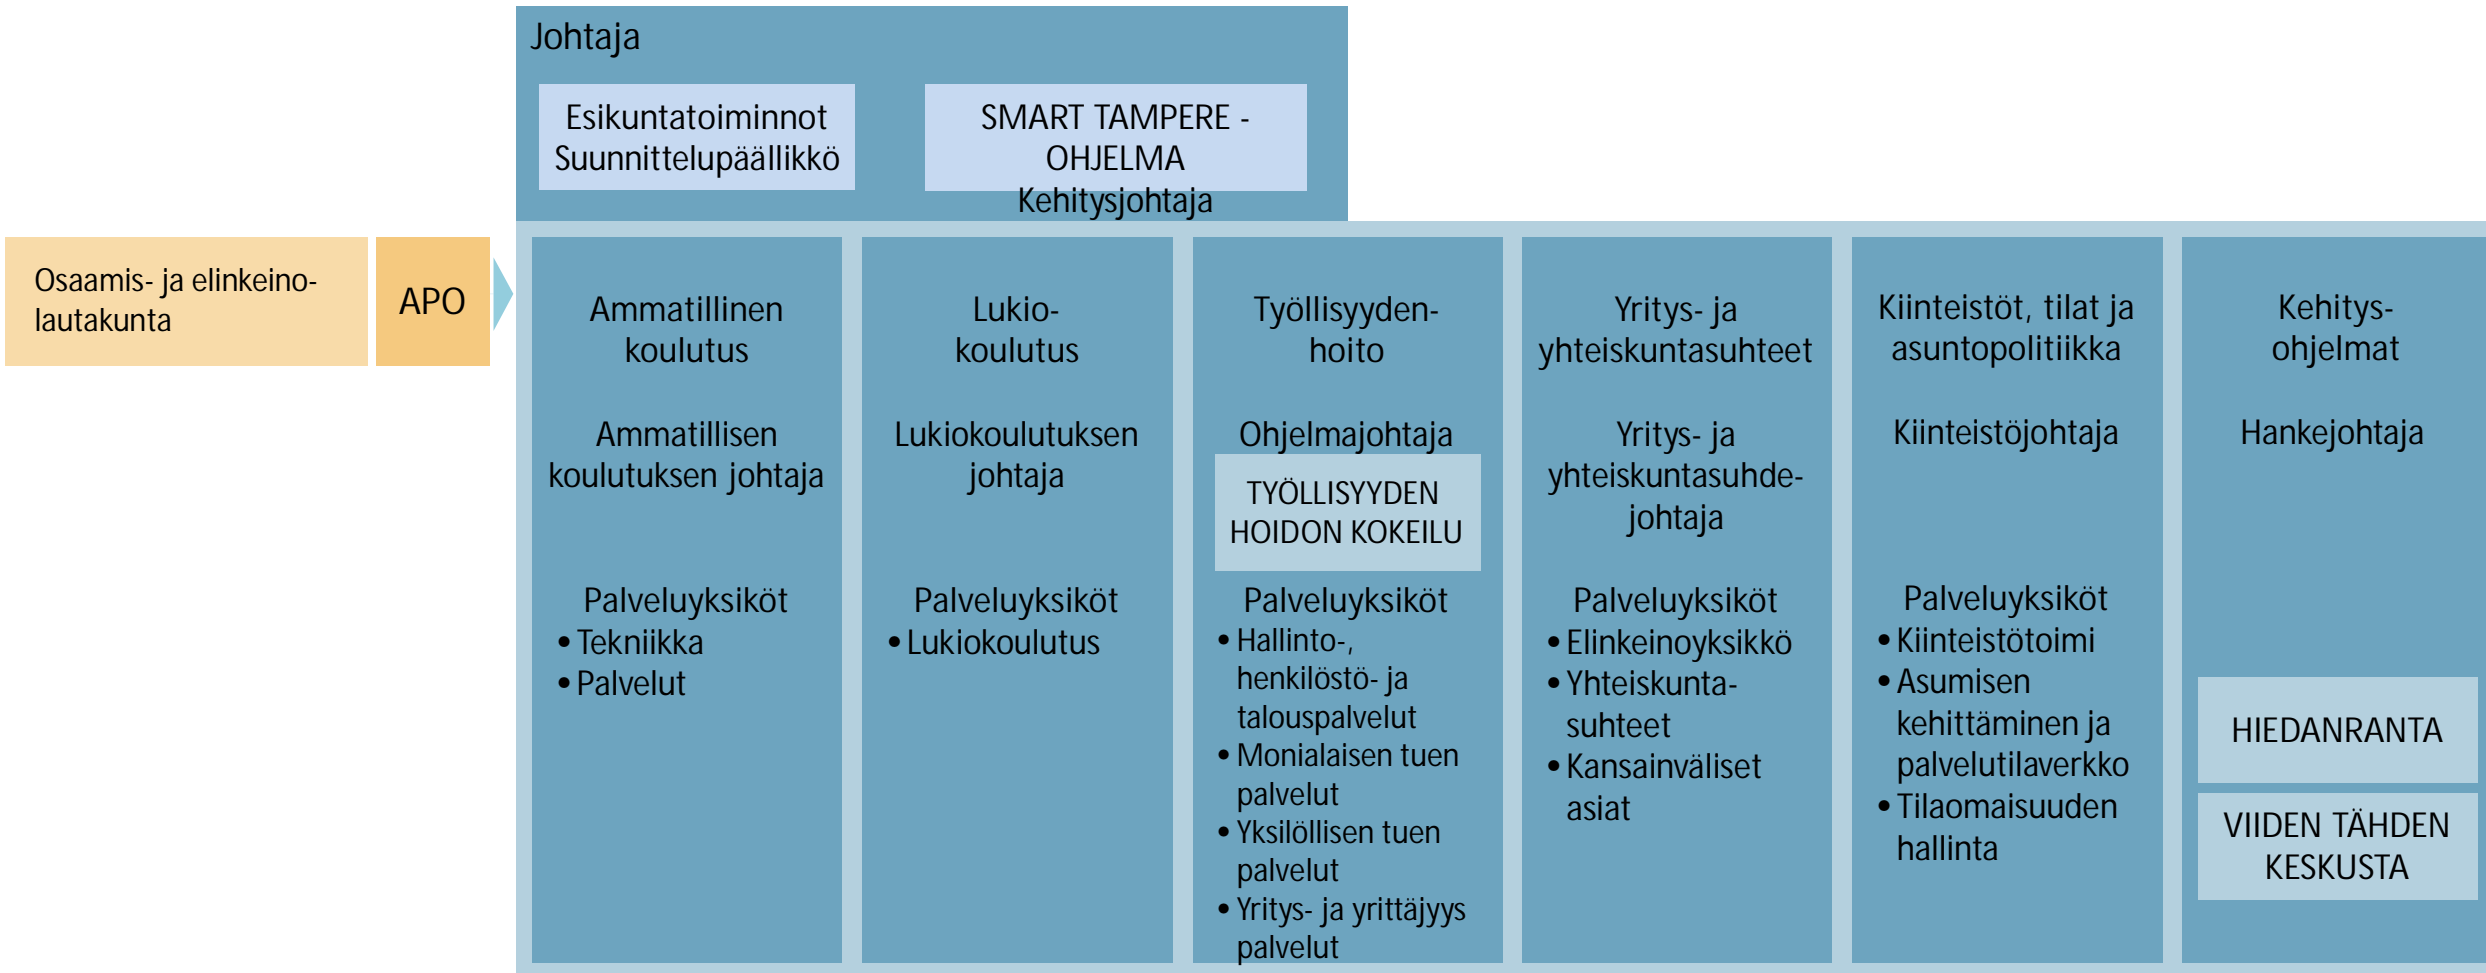 Johtaja
Esikuntatoiminnot
Suunnittelupäällikkö
SMART TAMPERE -
OHJELMA
Kehitysjohtaja
Osaamis- ja elinkeino-
lautakunta
APO
Ammatillinen
koulutus
Ammatillisen
koulutuksen johtaja
Palveluyksiköt
•Tekniikka
•Palvelut
Lukio-
koulutus
Lukiokoulutuksen
johtaja
Palveluyksiköt
•Lukiokoulutus
Työllisyyden-
hoito
Ohjelmajohtaja
TYÖLLISYYDEN
HOIDON KOKEILU
Palveluyksiköt
•Hallinto-,
henkilöstö- ja
talouspalvelut
•Monialaisen tuen
palvelut
•Yksilöllisen tuen
palvelut
•Yritys- ja yrittäjyys
palvelut
Yritys- ja
yhteiskuntasuhteet
Yritys- ja
yhteiskuntasuhde-
johtaja
Palveluyksiköt
•Elinkeinoyksikkö
•Yhteiskunta-
suhteet
•Kansainväliset
asiat
Kiinteistöt, tilat ja
asuntopolitiikka
Kiinteistöjohtaja
Palveluyksiköt
•Kiinteistötoimi
•Asumisen
kehittäminen ja
palvelutilaverkko
•Tilaomaisuuden
hallinta
Kehitys-
ohjelmat
Hankejohtaja
HIEDANRANTA
VIIDEN TÄHDEN
KESKUSTA